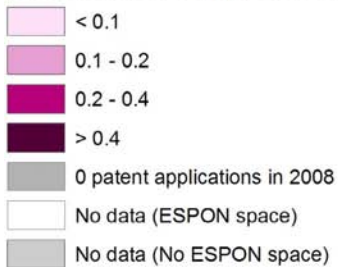 < 0.1
0.1 - 0.2
0.2 - 0.4
> 0.4
0 patent applications in 2008
No data (ESPON space)
No data (No ESPON space)